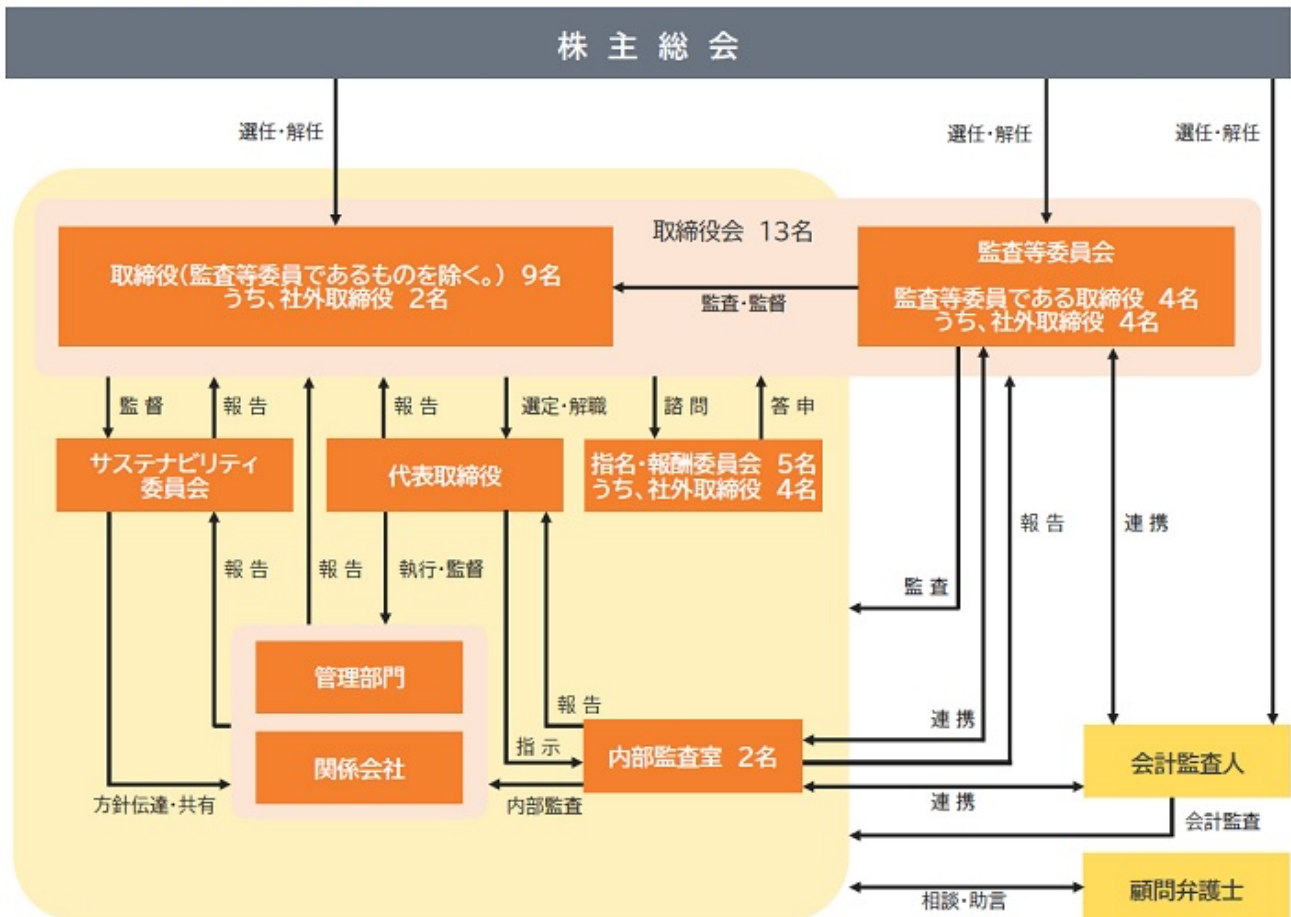 株主総会
選任・解任
選任・解任
選任・解任
取締役会 13名
取締役(監査等委員であるものを除く。) 9名
うち、社外取締役 2名
監査・監督
監査等委員会
監査等委員である取締役 4名
うち、社外取締役 4名
監督
報告
報告
選定・解職
諮問
答申
サステナビリティ
委員会
代表取締役
指名・報酬委員会 5名
うち、社外取締役 4名
報告
報告
執行・監督
監査
報告
連携
管理部門
関係会社
報告
指示
内部監査室 2名
連携
会計監査人
方針伝達・共有
内部監査
連携
会計監査
相談・助言
顧問弁護士